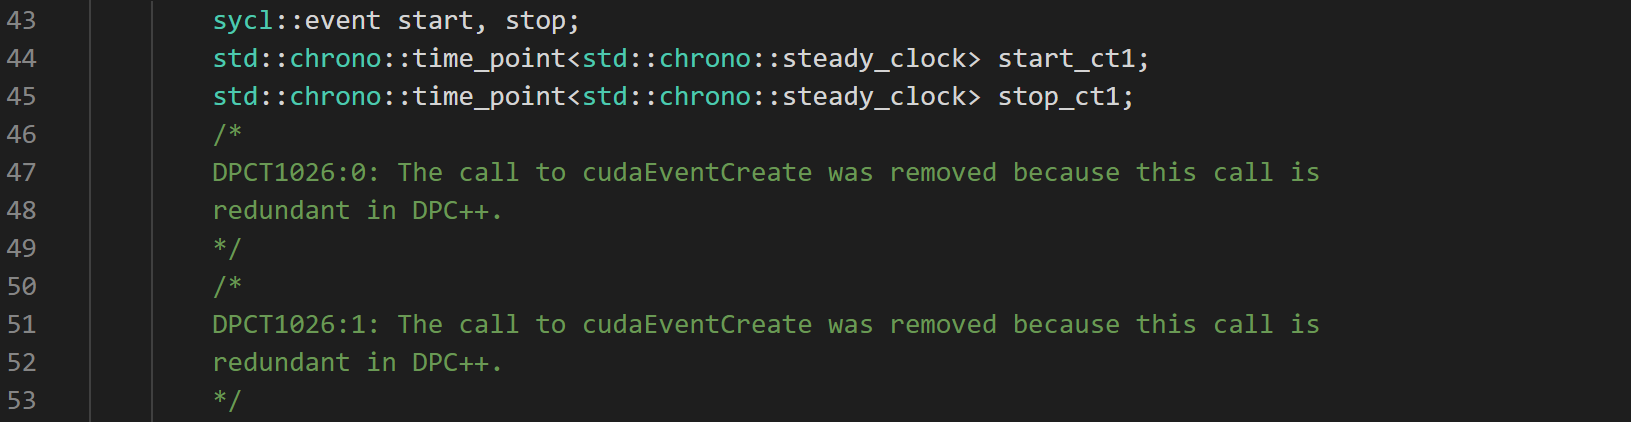 43 sycl::event start, stop;
44 std::chrono::time_point<std::chrono::steady_clock> start_ct1;
45 std::chrono::time_point<std::chrono::steady_clock> stop_ct1;
46 /*
47 DPCT1026:0: The call to cudaEventCreate was removed because this call is
48 redundant in DPC++.
49 */
50 /*
51 DPCT1026:1: The call to cudaEventCreate was removed because this call is
52 redundant in DPC++.
53 */